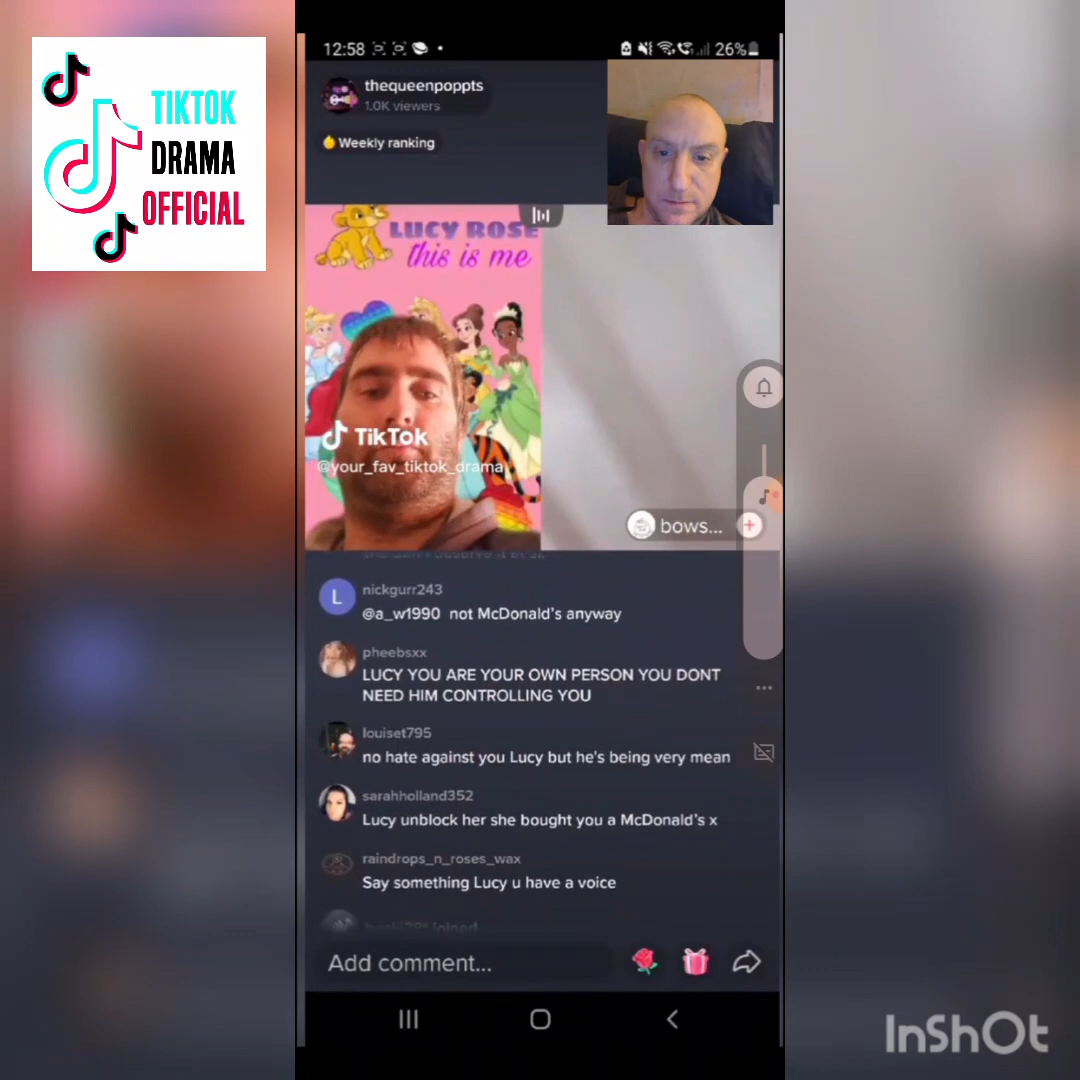 TIKTOK
DRAMA
OFFICIAL
12:58
26%
thequeenpoppts
1.0K viewers
Weekly ranking
LUCY ROSE
this is me
TikTok
@your_fav_tiktok_drama
bows...
L
nickgurr243
@a_w1990 not McDonald's anyway
pheebsxx
LUCY YOU ARE YOUR OWN PERSON YOU DONT
NEED HIM CONTROLLING YOU
louiset795
no hate against you Lucy but he's being very mean
sarahholland352
Lucy unblock her she bought you a McDonald's x
raindrops_n_roses_wax
Say something Lucy u have a voice
joined
Add comment...
InShOt